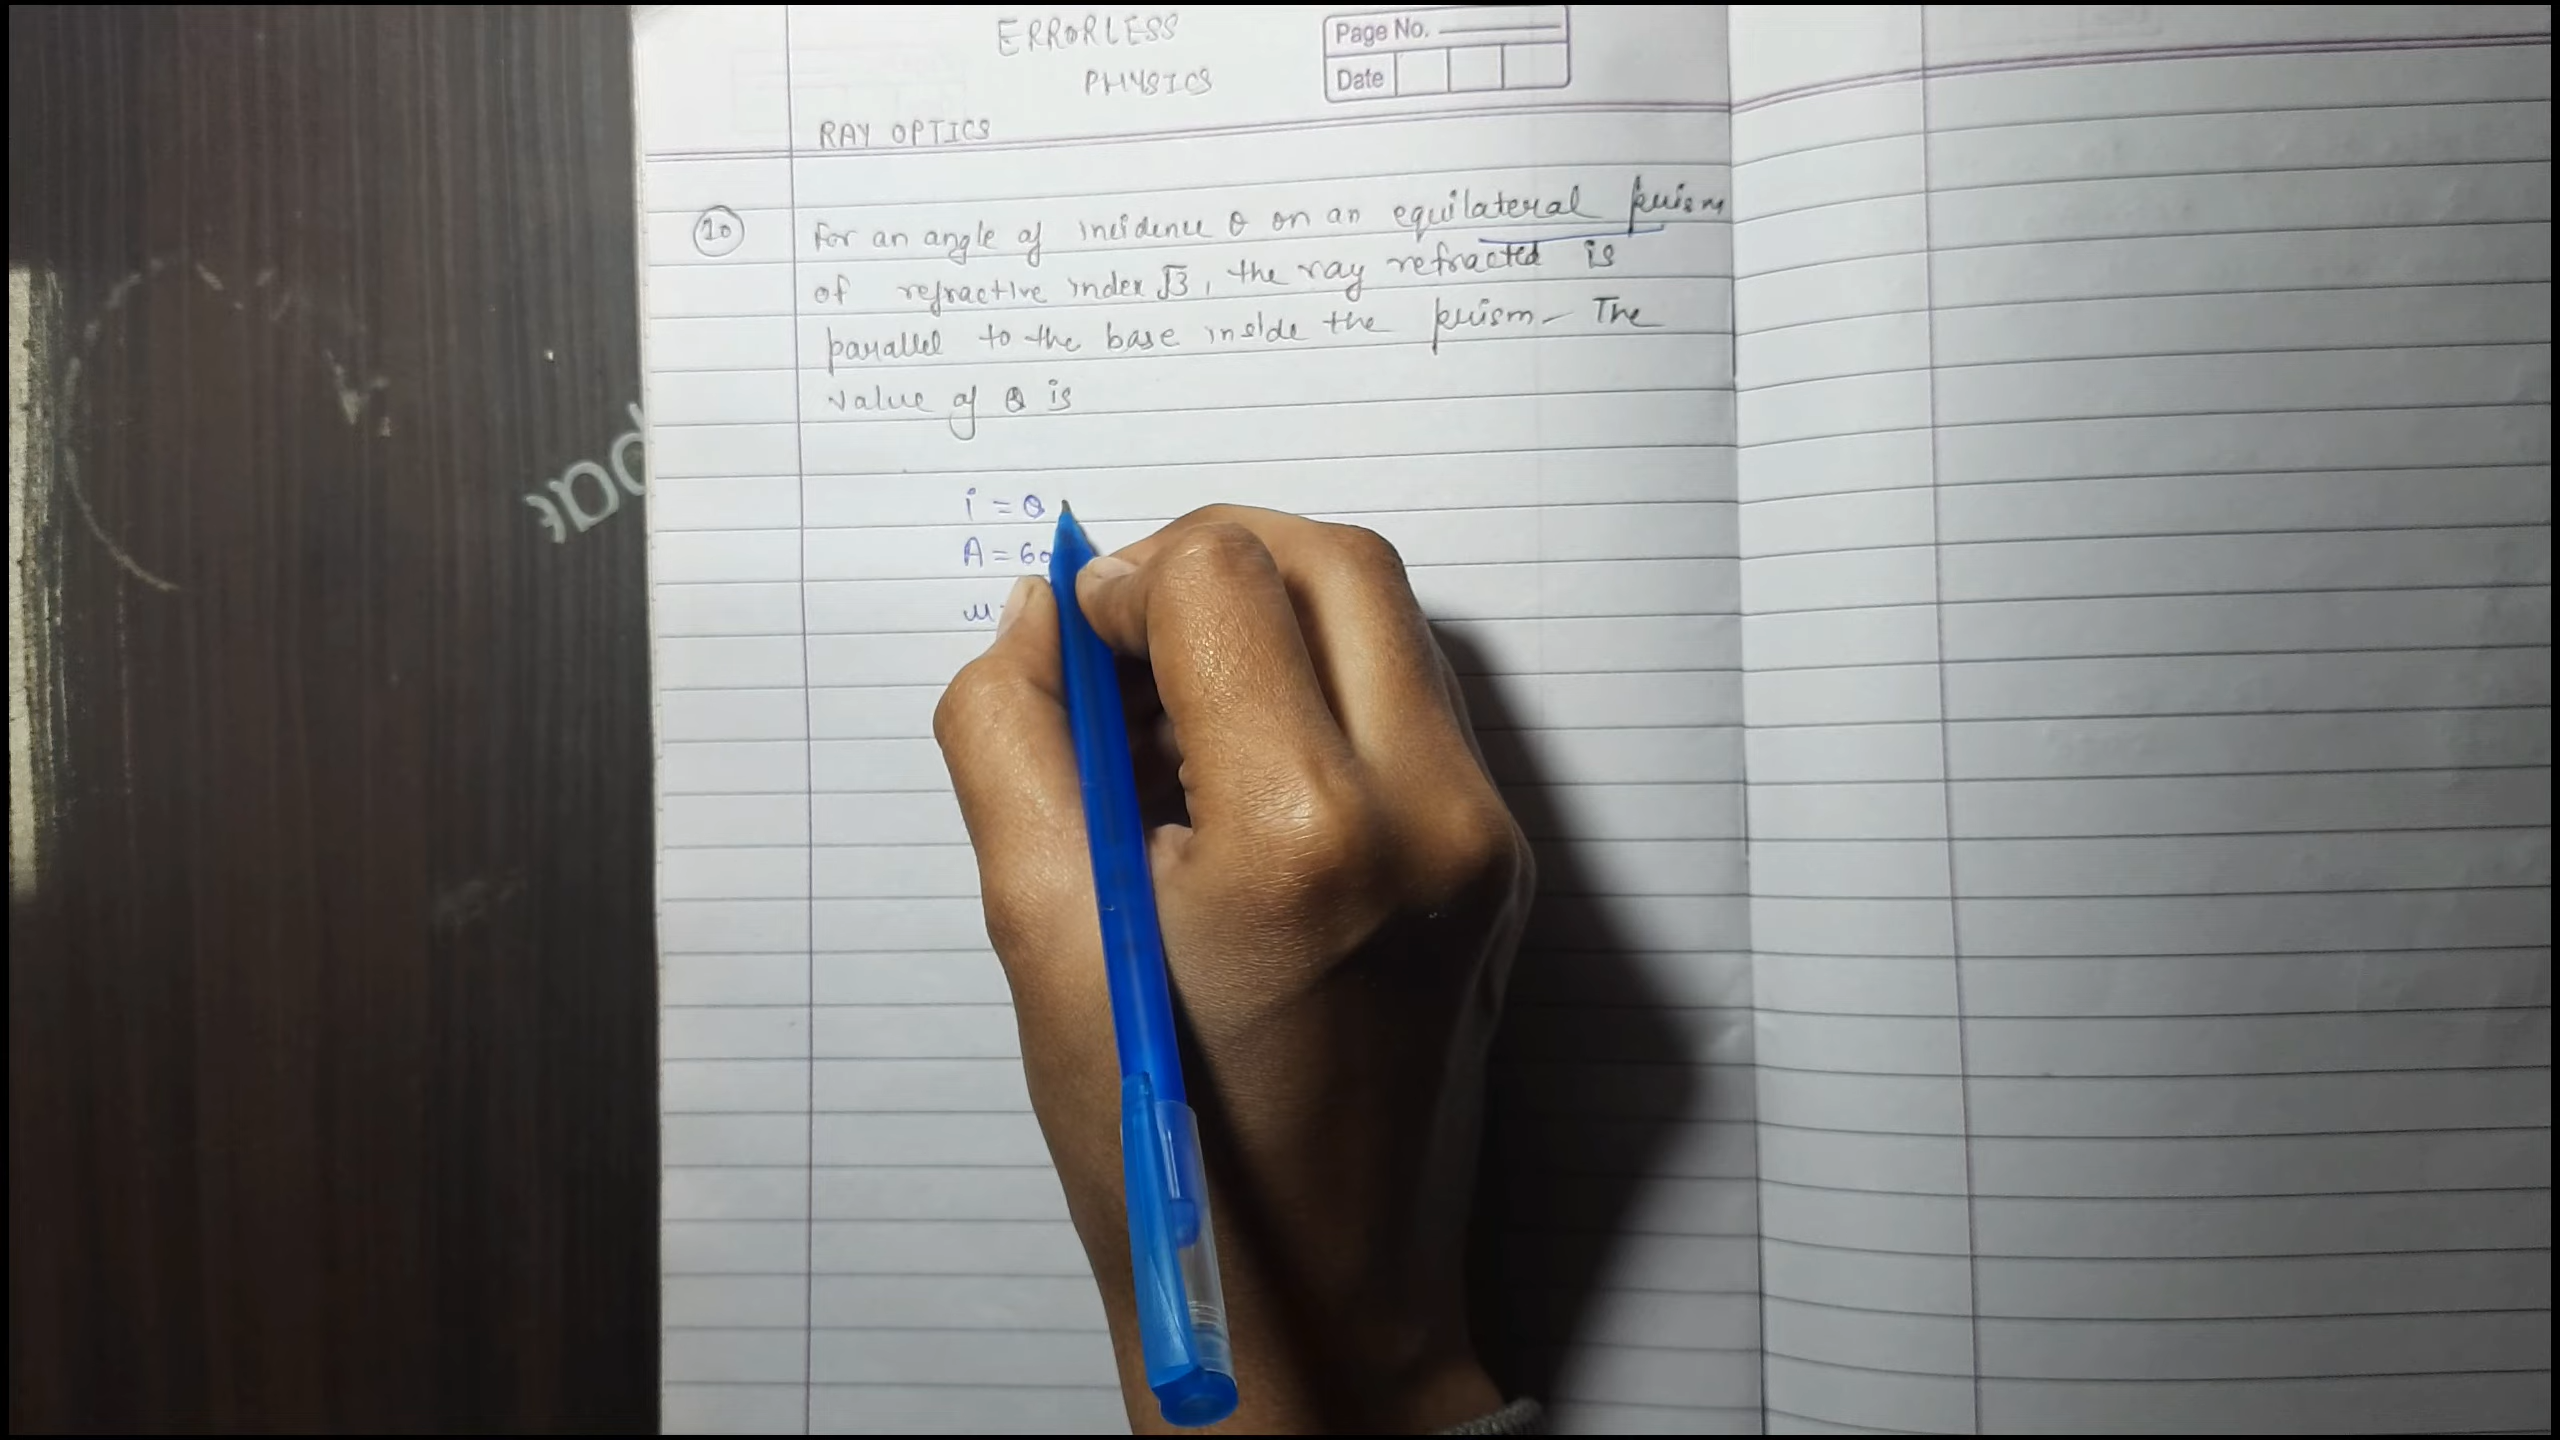 ERRORLESS
PHYSICS
Page No.
Date
RAY OPTICS
10
For an angle of incidence θ on an equilateral prism
of refractive index √3, the ray refracted is
parallel to the base inside the prism. The
value of θ is
i = θ
A = 60
μ